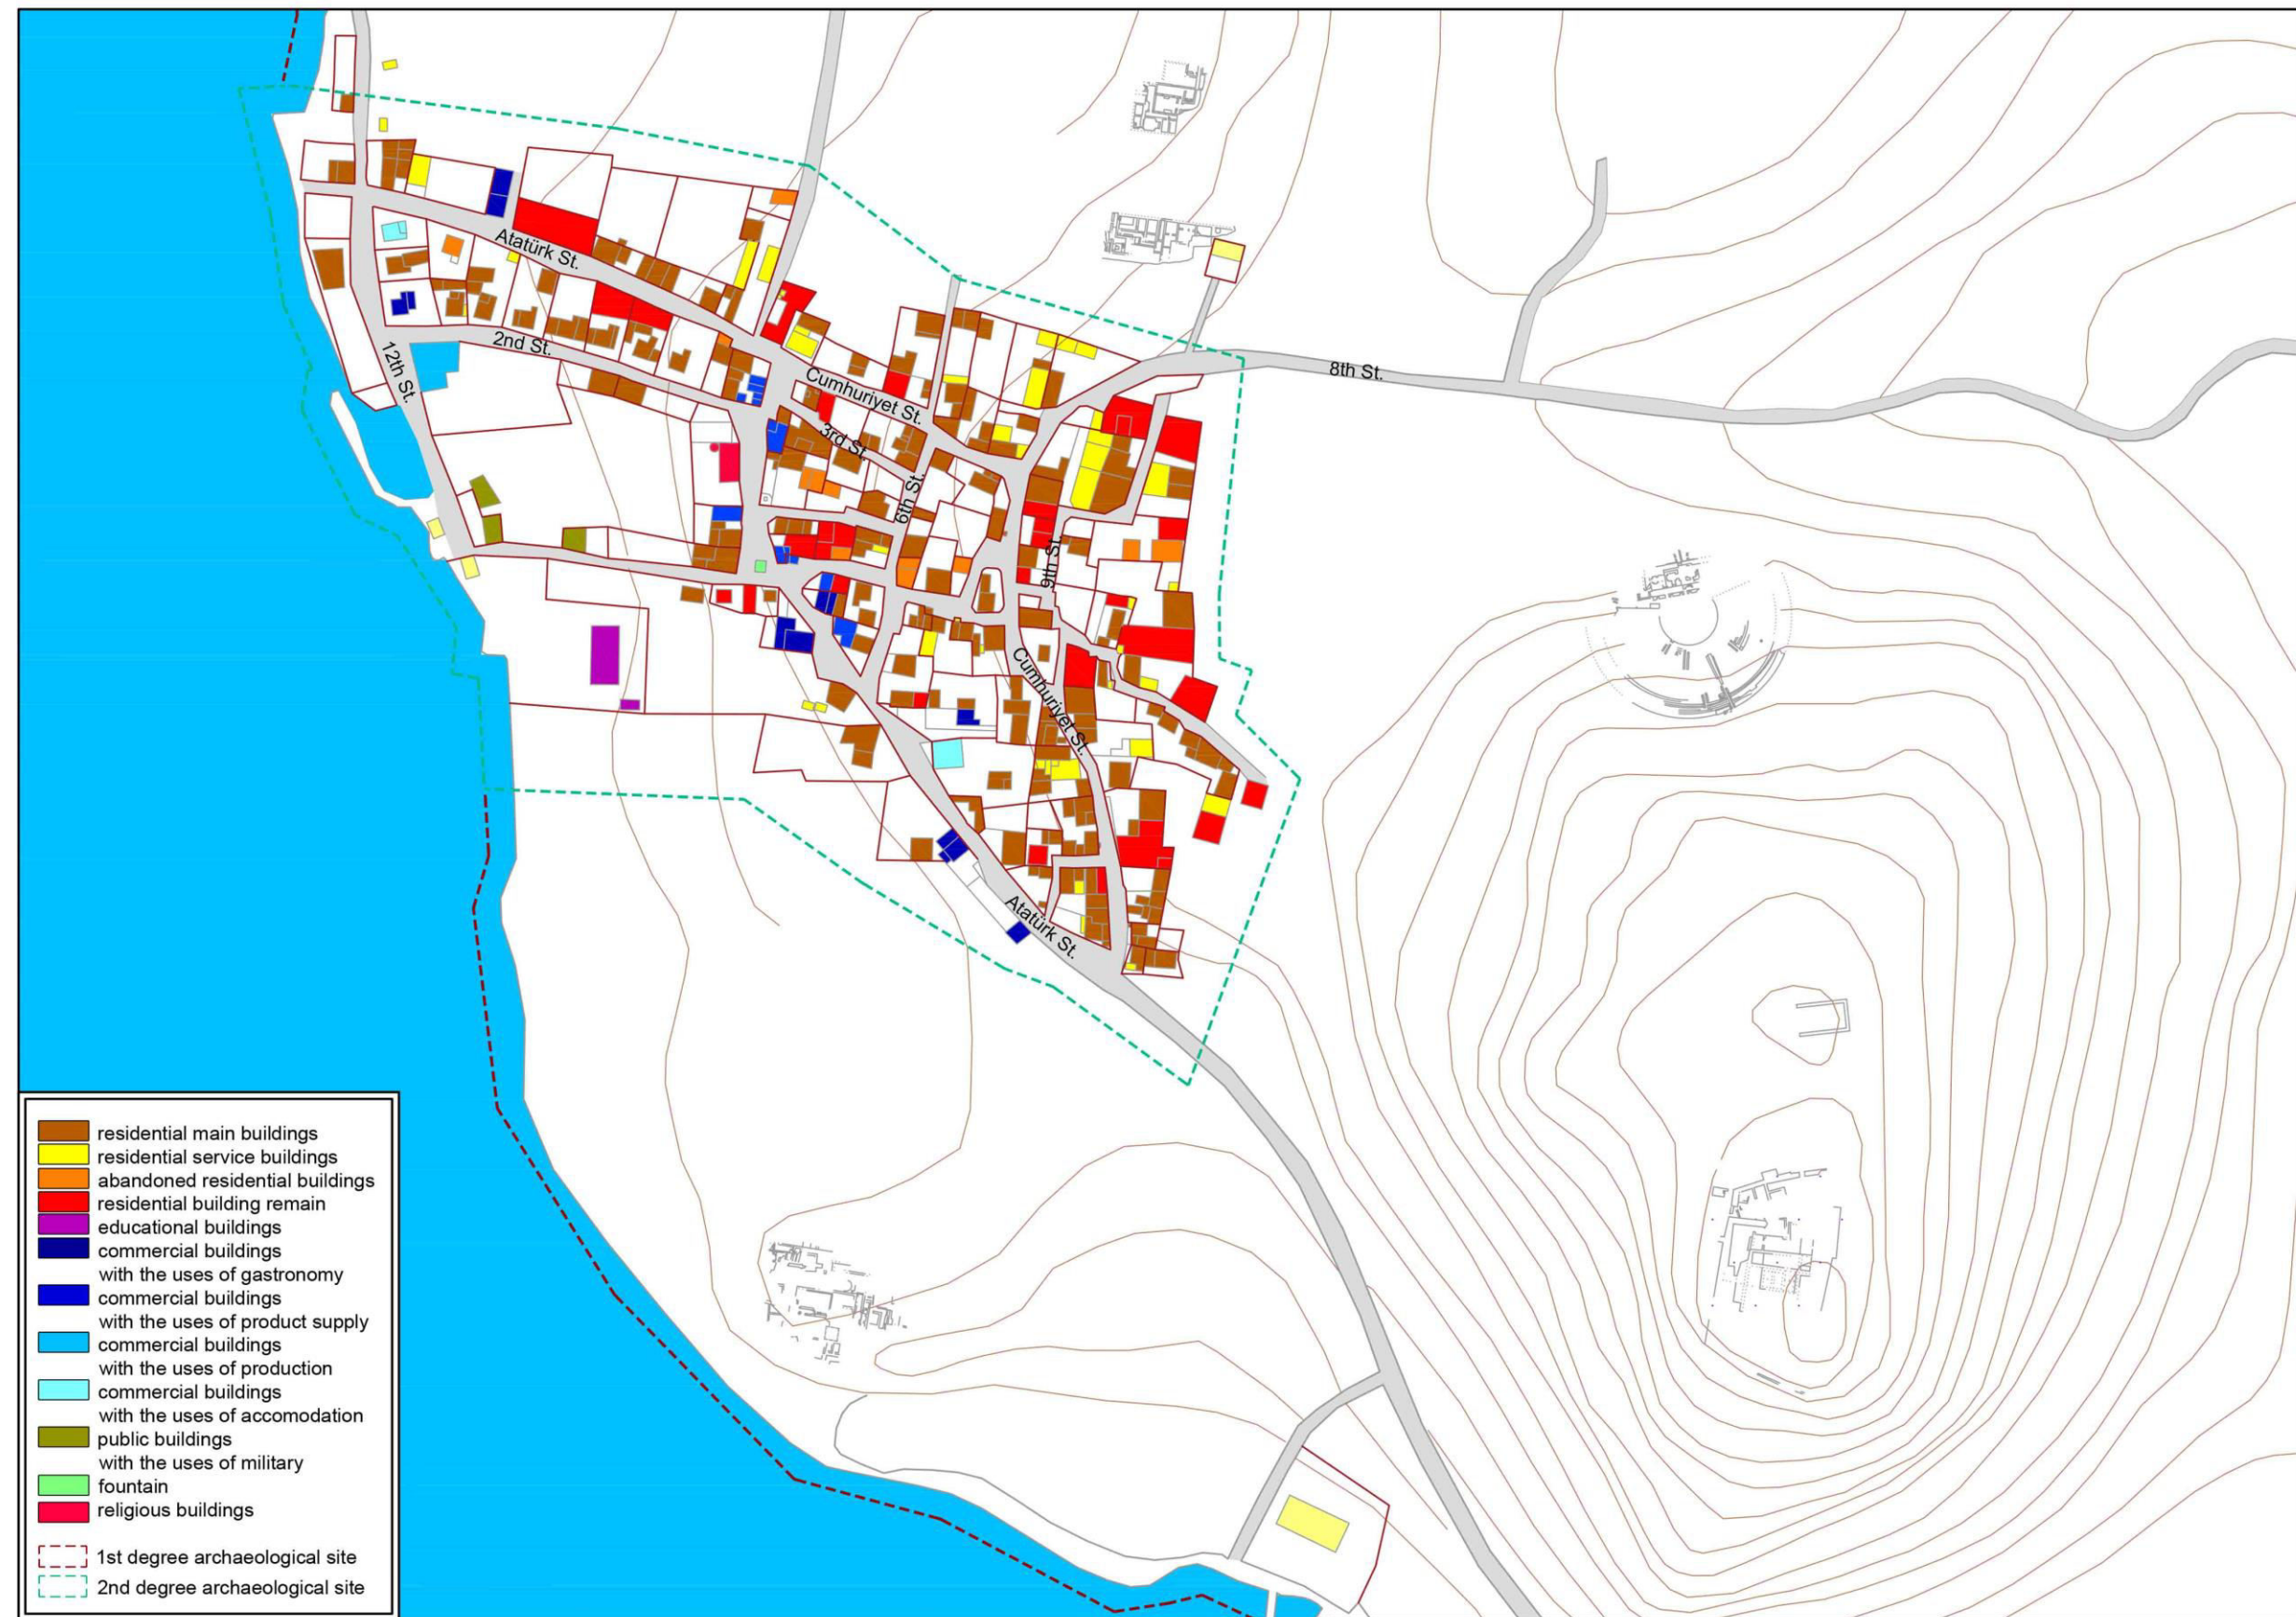 Atatürk St.
2nd St.
12th St.
Cumhuriyet St.
8th St.
3rd St.
6th St.
9th St.
Cumhuriyet St.
Atatürk St.
residential main buildings
residential service buildings
abandoned residential buildings
residential building remain
educational buildings
commercial buildings
with the uses of gastronomy
commercial buildings
with the uses of product supply
commercial buildings
with the uses of production
commercial buildings
with the uses of accomodation
public buildings
with the uses of military
fountain
religious buildings
1st degree archaeological site
2nd degree archaeological site